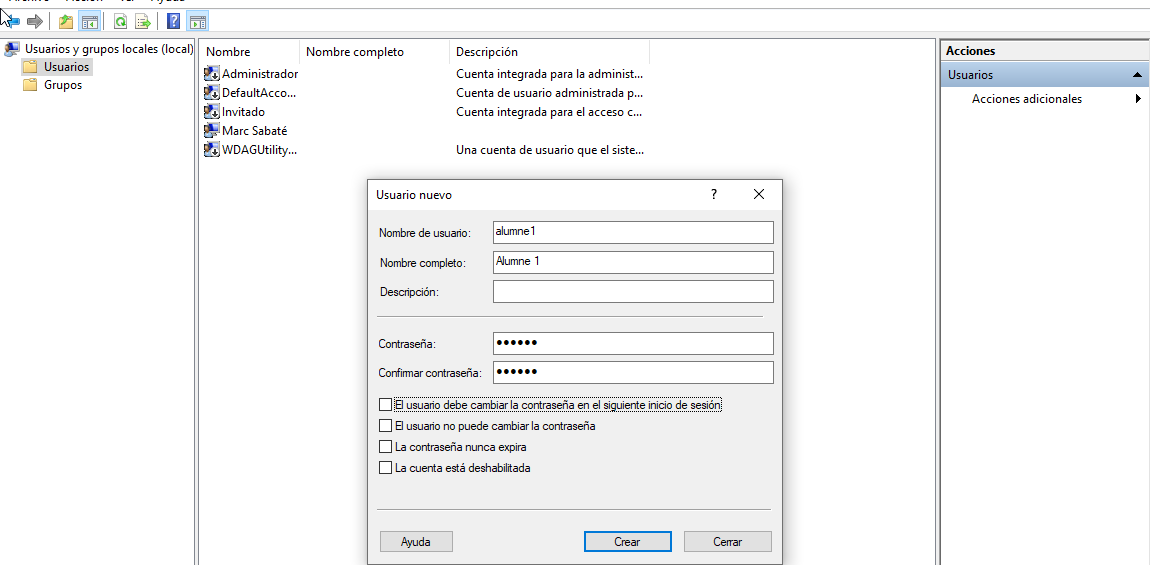 Archivo Acción Ver Ayuda
Usuarios y grupos locales (local)
Usuarios
Grupos
Nombre Nombre completo Descripción
Administrador Cuenta integrada para la administ...
DefaultAcco... Cuenta de usuario administrada p...
Invitado Cuenta integrada para el acceso c...
Marc Sabaté
WDAGUtility... Una cuenta de usuario que el siste...
Acciones
Usuarios
Acciones adicionales
Usuario nuevo
Nombre de usuario: alumne1
Nombre completo: Alumne 1
Descripción:
Contraseña: ●●●●●●
Confirmar contraseña: ●●●●●●
El usuario debe cambiar la contraseña en el siguiente inicio de sesión
El usuario no puede cambiar la contraseña
La contraseña nunca expira
La cuenta está deshabilitada
Ayuda Crear Cerrar